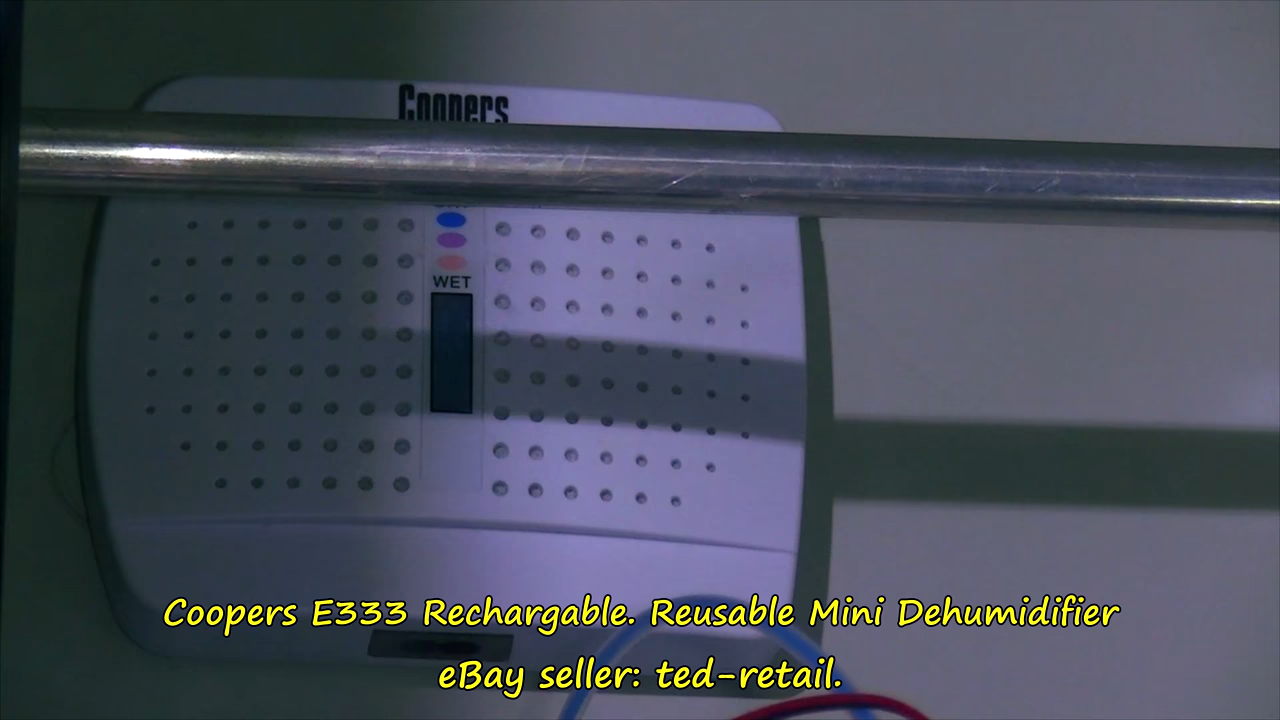 Coopers
WET
Coopers E333 Rechargable. Reusable Mini Dehumidifier
eBay seller: ted-retail.